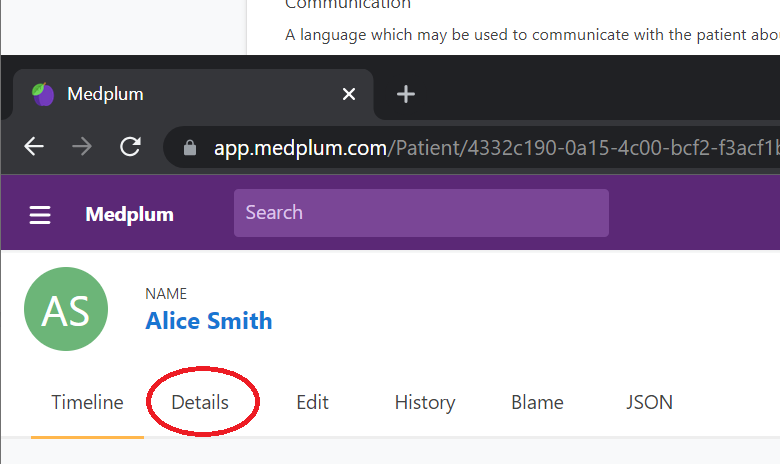 Communication
A language which may be used to communicate with the patient abo
Medplum
app.medplum.com/Patient/4332c190-0a15-4c00-bcf2-f3acf1b
Medplum
Search
AS
NAME
Alice Smith
Timeline
Details
Edit
History
Blame
JSON